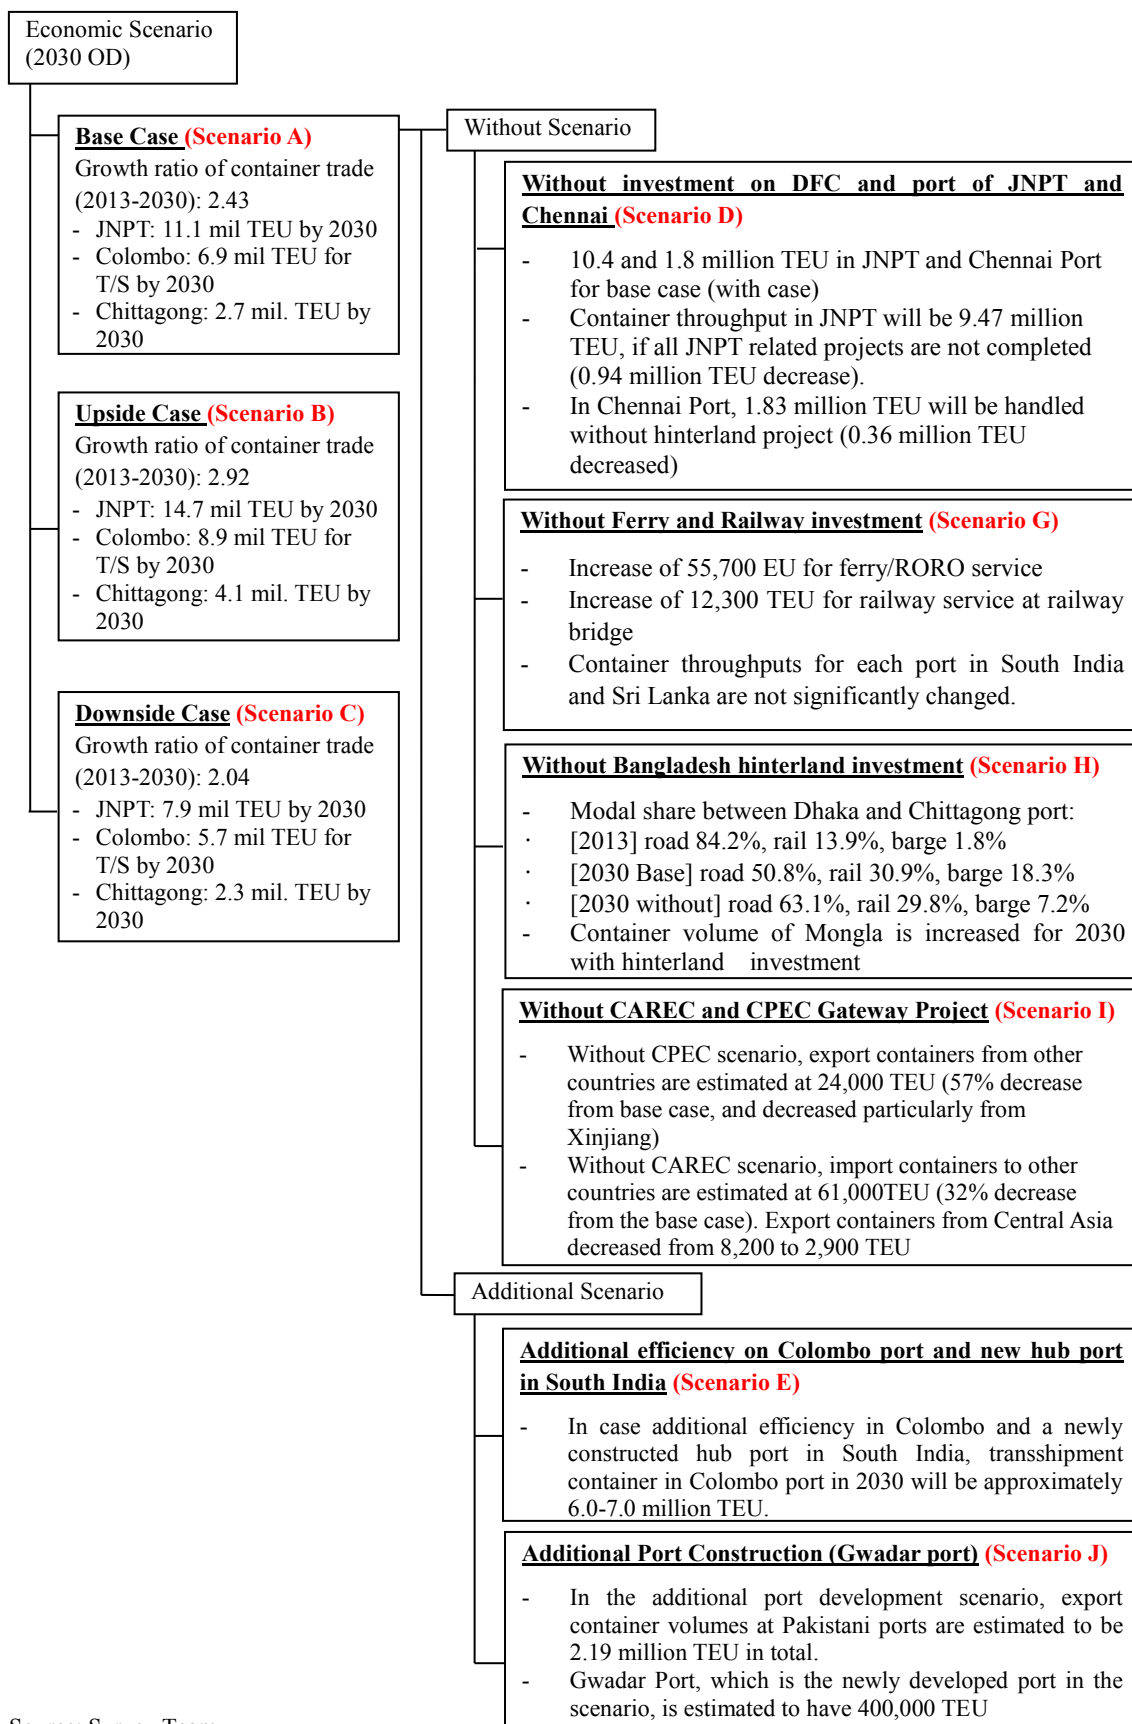 Economic Scenario
(2030 OD)
Base Case (Scenario A)
Growth ratio of container trade
(2013-2030): 2.43
- JNPT: 11.1 mil TEU by 2030
- Colombo: 6.9 mil TEU for
T/S by 2030
- Chittagong: 2.7 mil. TEU by
2030
Upside Case (Scenario B)
Growth ratio of container trade
(2013-2030): 2.92
- JNPT: 14.7 mil TEU by 2030
- Colombo: 8.9 mil TEU for
T/S by 2030
- Chittagong: 4.1 mil. TEU by
2030
Downside Case (Scenario C)
Growth ratio of container trade
(2013-2030): 2.04
- JNPT: 7.9 mil TEU by 2030
- Colombo: 5.7 mil TEU for
T/S by 2030
- Chittagong: 2.3 mil. TEU by
2030
Without Scenario
Without investment on DFC and port of JNPT and
Chennai (Scenario D)
- 10.4 and 1.8 million TEU in JNPT and Chennai Port
for base case (with case)
- Container throughput in JNPT will be 9.47 million
TEU, if all JNPT related projects are not completed
(0.94 million TEU decrease).
- In Chennai Port, 1.83 million TEU will be handled
without hinterland project (0.36 million TEU
decreased)
Without Ferry and Railway investment (Scenario G)
- Increase of 55,700 EU for ferry/RORO service
- Increase of 12,300 TEU for railway service at railway
bridge
- Container throughputs for each port in South India
and Sri Lanka are not significantly changed.
Without Bangladesh hinterland investment (Scenario H)
- Modal share between Dhaka and Chittagong port:
· [2013] road 84.2%, rail 13.9%, barge 1.8%
· [2030 Base] road 50.8%, rail 30.9%, barge 18.3%
· [2030 without] road 63.1%, rail 29.8%, barge 7.2%
- Container volume of Mongla is increased for 2030
with hinterland investment
Without CAREC and CPEC Gateway Project (Scenario I)
- Without CPEC scenario, export containers from other
countries are estimated at 24,000 TEU (57% decrease
from base case, and decreased particularly from
Xinjiang)
- Without CAREC scenario, import containers to other
countries are estimated at 61,000TEU (32% decrease
from the base case). Export containers from Central Asia
decreased from 8,200 to 2,900 TEU
Additional Scenario
Additional efficiency on Colombo port and new hub port
in South India (Scenario E)
- In case additional efficiency in Colombo and a newly
constructed hub port in South India, transshipment
container in Colombo port in 2030 will be approximately
6.0-7.0 million TEU.
Additional Port Construction (Gwadar port) (Scenario J)
- In the additional port development scenario, export
container volumes at Pakistani ports are estimated to be
2.19 million TEU in total.
- Gwadar Port, which is the newly developed port in the
scenario, is estimated to have 400,000 TEU